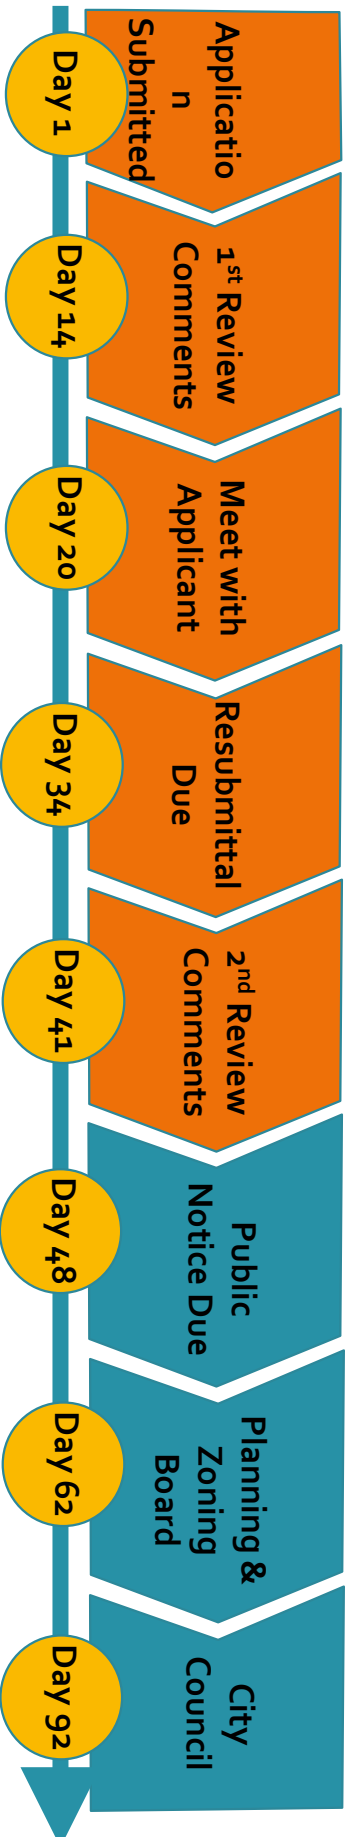 Applicatio
n
Submitted
Day 1
1st Review
Comments
Day 14
Meet with
Applicant
Day 20
Resubmittal
Due
Day 34
2nd Review
Comments
Day 41
Public
Notice Due
Day 48
Planning &
Zoning
Board
Day 62
City
Council
Day 92